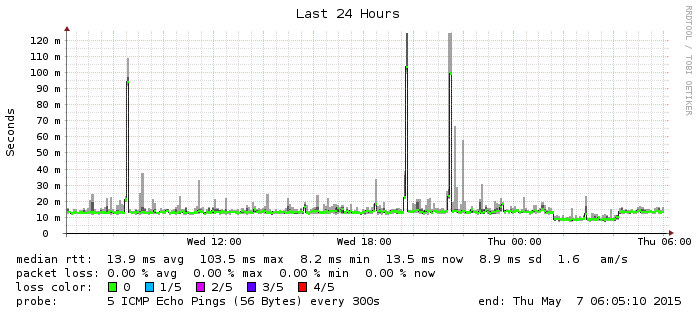 Last 24 Hours
RRDTOOL / TOBI OETIKER
Seconds
120 m
110 m
100 m
90 m
80 m
70 m
60 m
50 m
40 m
30 m
20 m
10 m
0
Wed 12:00 Wed 18:00 Thu 00:00 Thu 06:00
median rtt: 13.9 ms avg 103.5 ms max 8.2 ms min 13.5 ms now 8.9 ms sd 1.6 am/s
packet loss: 0.00 % avg 0.00 % max 0.00 % min 0.00 % now
loss color: 0 1/5 2/5 3/5 4/5
probe: 5 ICMP Echo Pings (56 Bytes) every 300s end: Thu May 7 06:05:10 2015